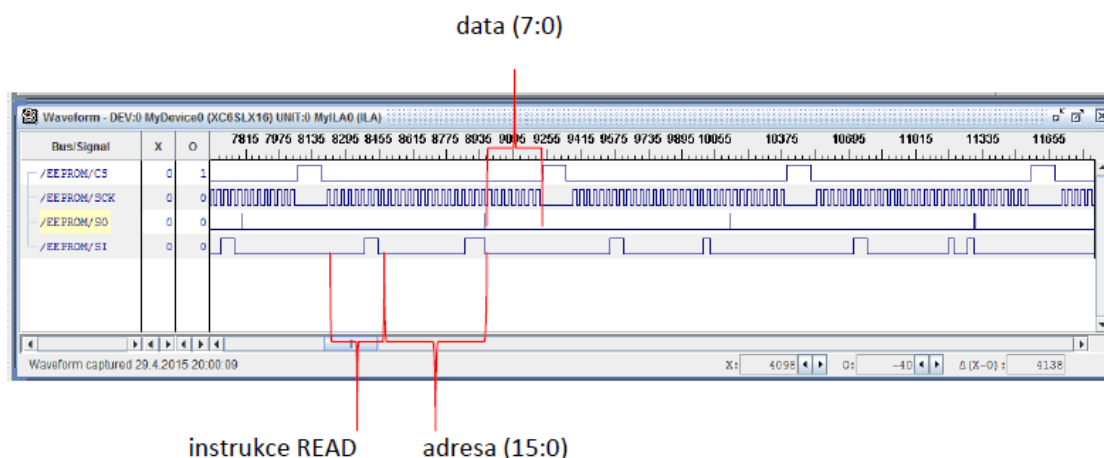 data (7:0)
Waveform - DEV:0 MyDevice0 (XC6SLX16) UNIT:0 MyILA0 (ILA)
Bus/Signal X O 7815 7975 8135 8295 8455 8615 8775 8935 9095 9255 9415 9575 9735 9895 10055 10375 10695 11015 11335 11655
/EEPROM/CS 0 1
/EEPROM/SCK 0 0
/EEPROM/SO 0 0
/EEPROM/SI 0 0
Waveform captured 29.4.2015 20:00:09 X: 4098 O: -40 Δ(X-O): 4138
instrukce READ adresa (15:0)